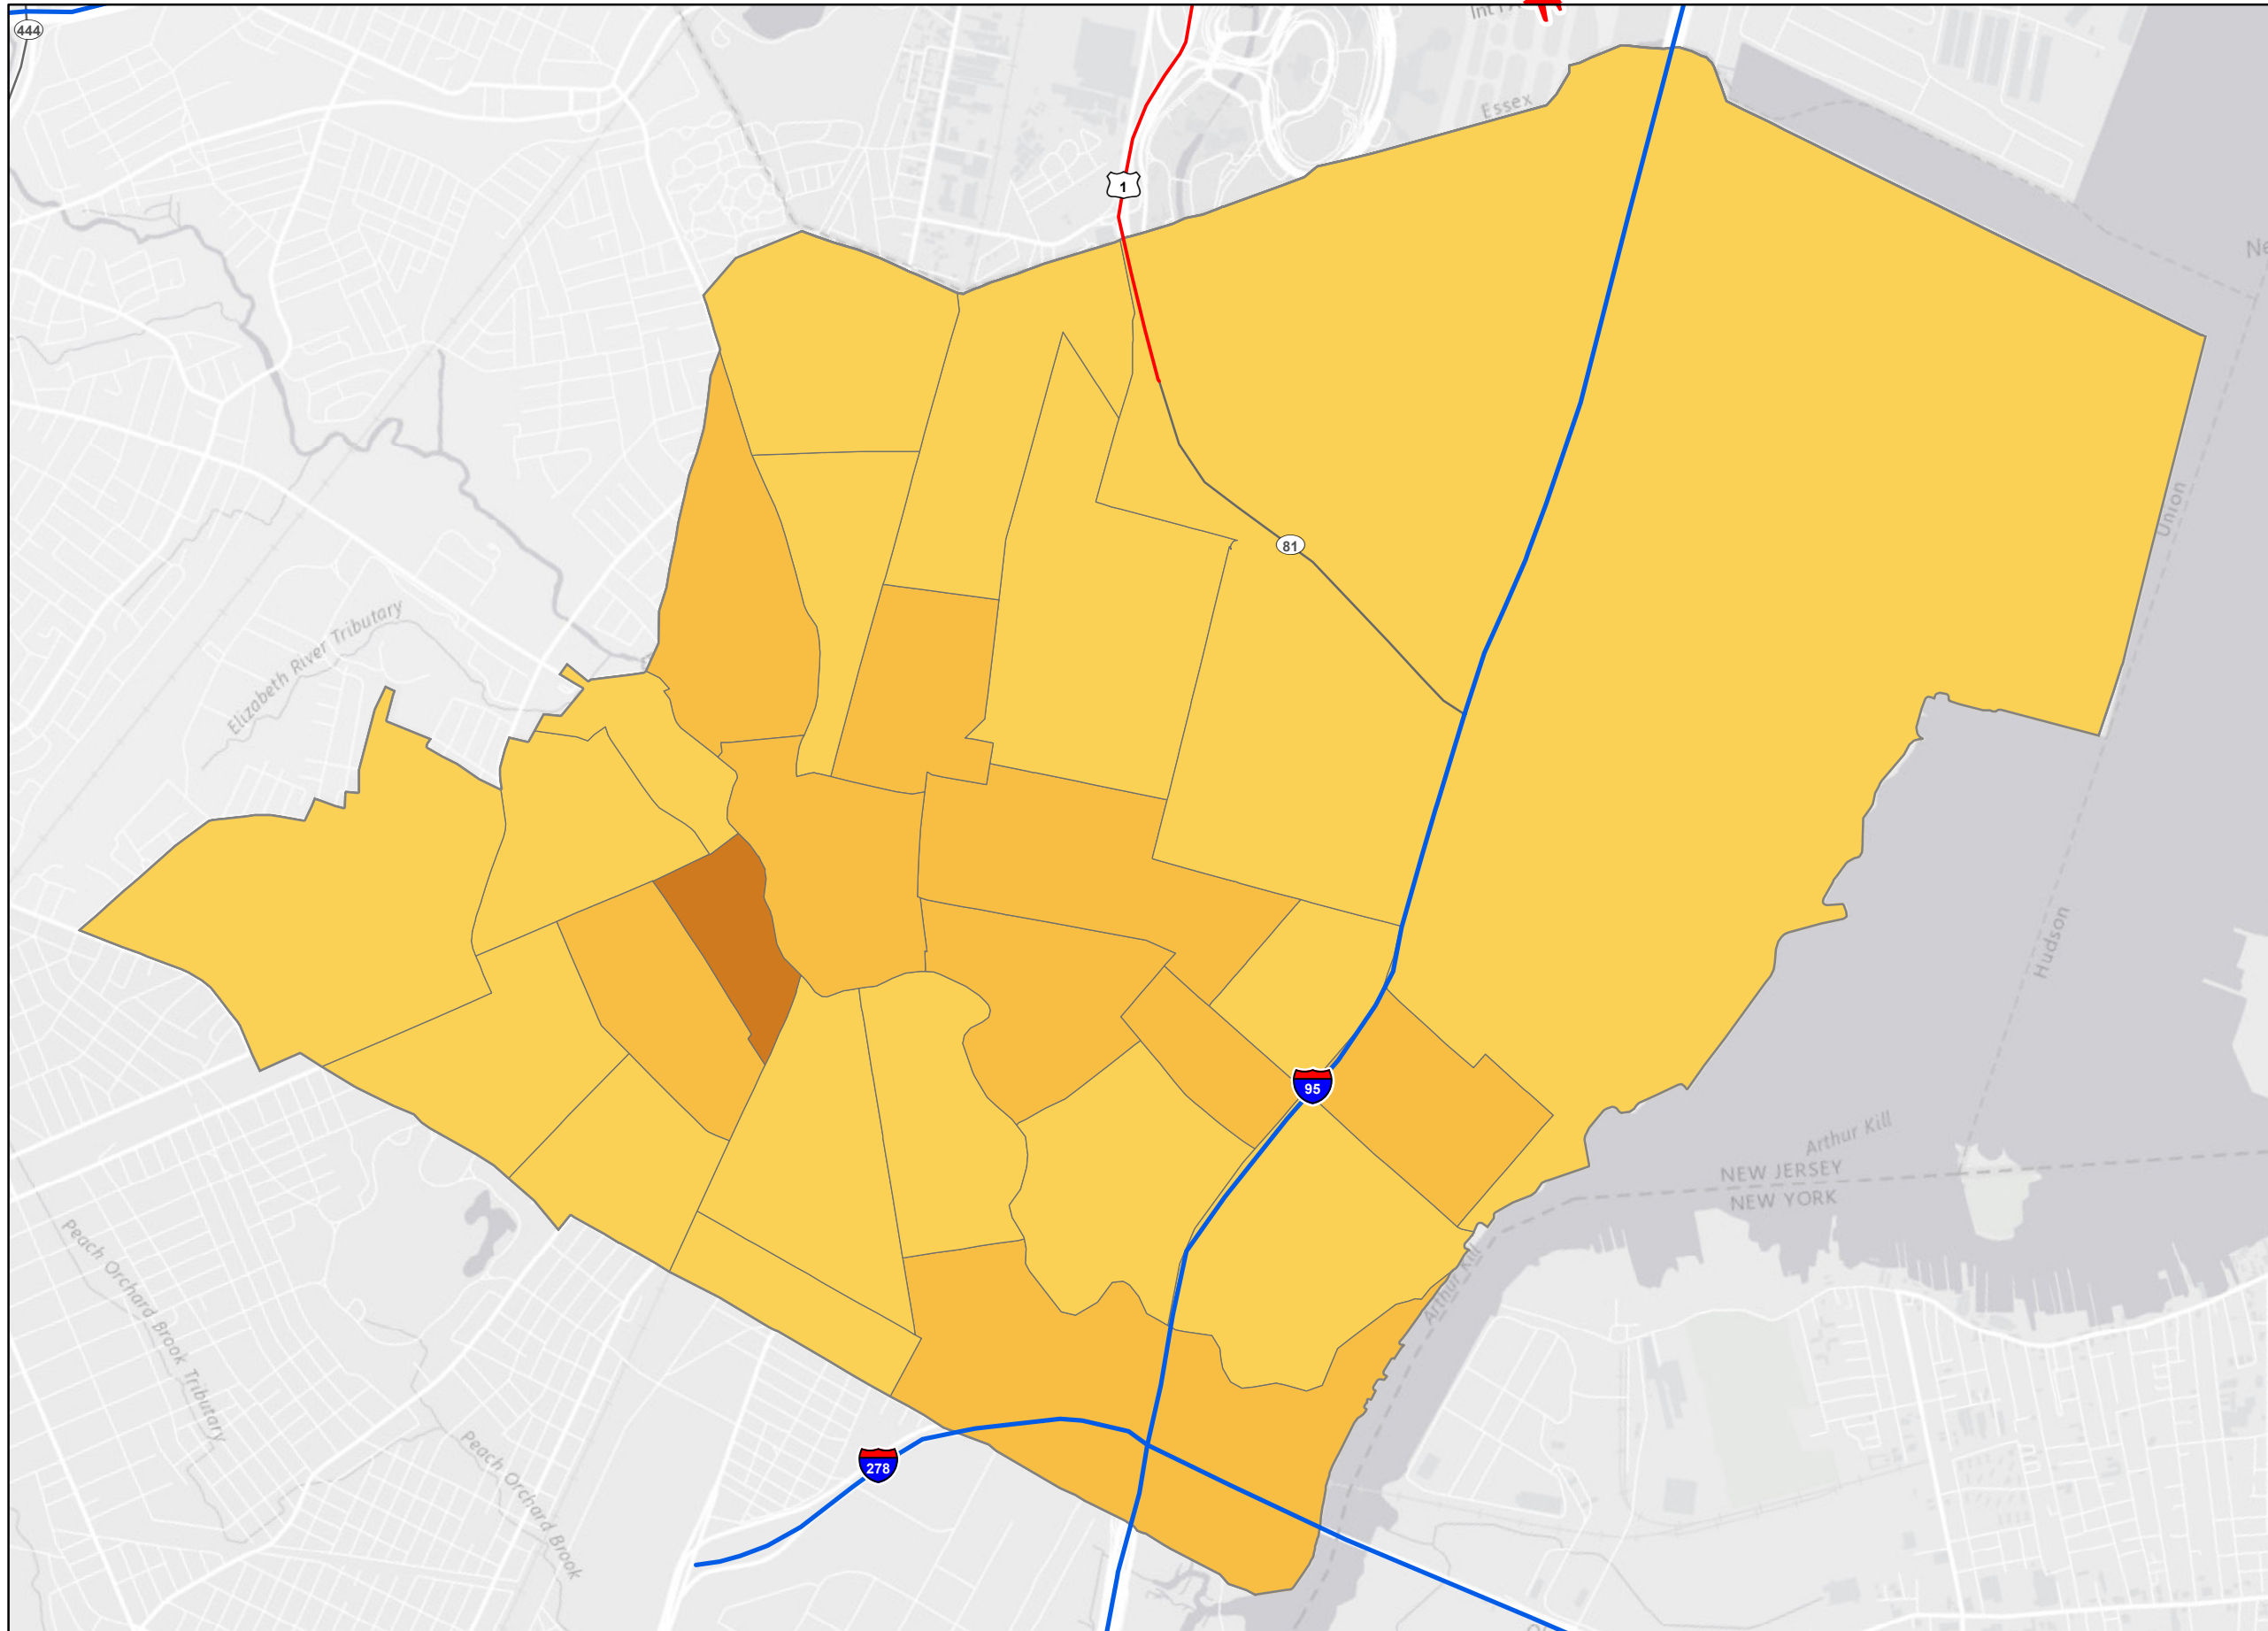 444
Essex
1
Union
81
Elizabeth River Tributary
Hudson
95
Arthur Kill
NEW JERSEY
NEW YORK
Arthur Kill
Peach Orchard Brook Tributary
Peach Orchard Brook
278